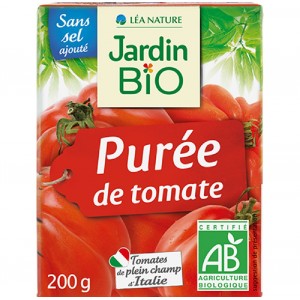 LÉA NATURE
Sans
sel
ajouté
Jardin
BiO
Purée
de tomate
Tomates
de plein champ
d'Italie
200 g
CERTIFIÉ
AB
AGRICULTURE
BIOLOGIQUE